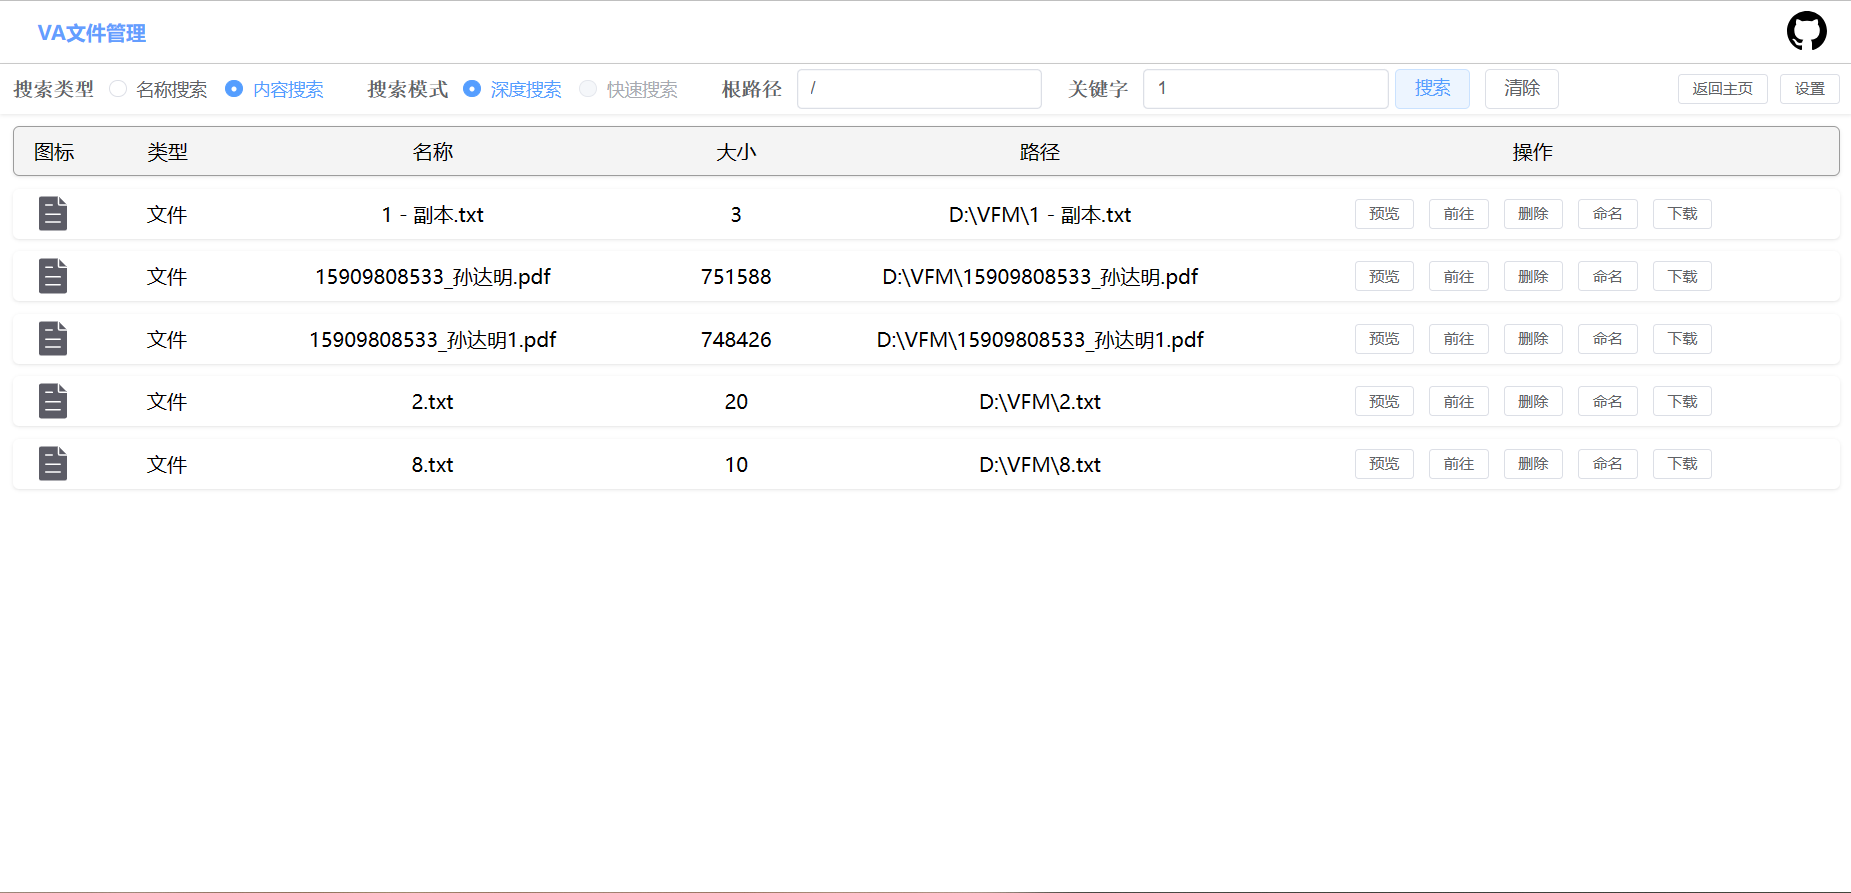 VA文件管理
搜索类型 名称搜索 内容搜索 搜索模式 深度搜索 快速搜索 根路径 / 关键字 1 搜索 清除 返回主页 设置
图标 类型 名称 大小 路径 操作
文件 1 - 副本.txt 3 D:\VFM\1 - 副本.txt 预览 前往 删除 命名 下载
文件 15909808533_孙达明.pdf 751588 D:\VFM\15909808533_孙达明.pdf 预览 前往 删除 命名 下载
文件 15909808533_孙达明1.pdf 748426 D:\VFM\15909808533_孙达明1.pdf 预览 前往 删除 命名 下载
文件 2.txt 20 D:\VFM\2.txt 预览 前往 删除 命名 下载
文件 8.txt 10 D:\VFM\8.txt 预览 前往 删除 命名 下载